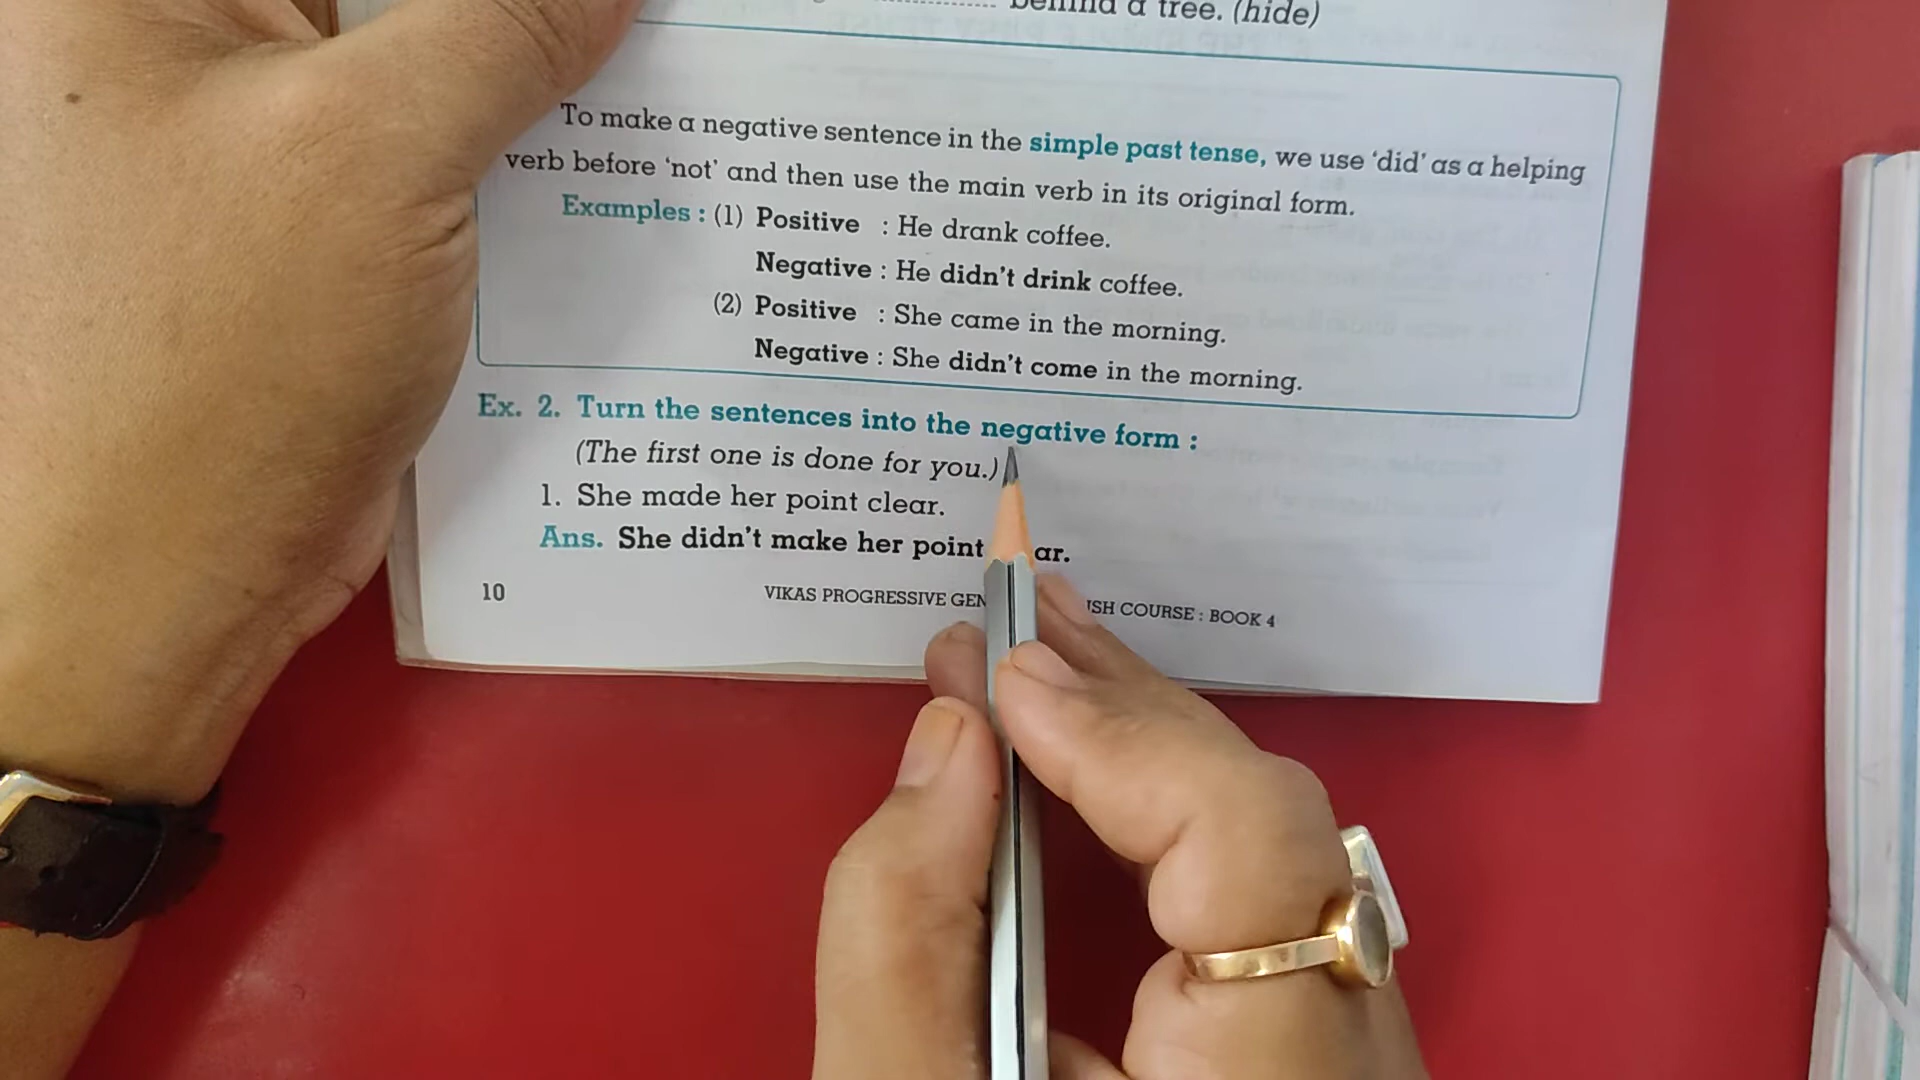 behind a tree. (hide)
To make a negative sentence in the simple past tense, we use ‘did’ as a helping
verb before ‘not’ and then use the main verb in its original form.
Examples : (1) Positive : He drank coffee.
Negative : He didn’t drink coffee.
(2) Positive : She came in the morning.
Negative : She didn’t come in the morning.
Ex. 2. Turn the sentences into the negative form :
(The first one is done for you.)
1. She made her point clear.
Ans. She didn’t make her point ar.
10 VIKAS PROGRESSIVE GEN ISH COURSE : BOOK 4